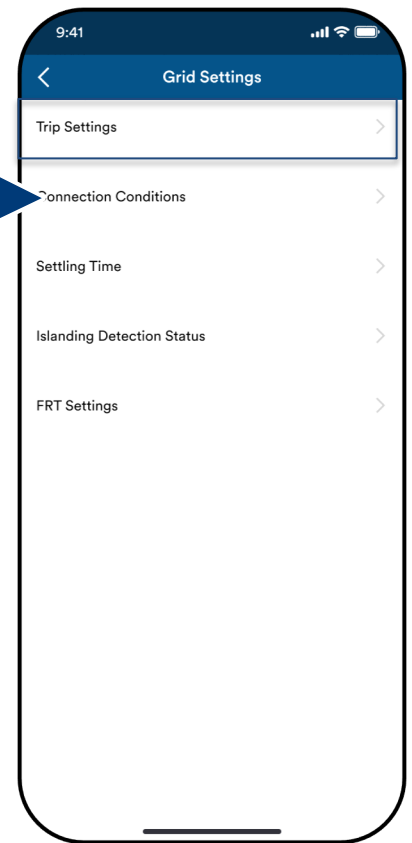 9:41
Grid Settings
Trip Settings
Connection Conditions
Settling Time
Islanding Detection Status
FRT Settings